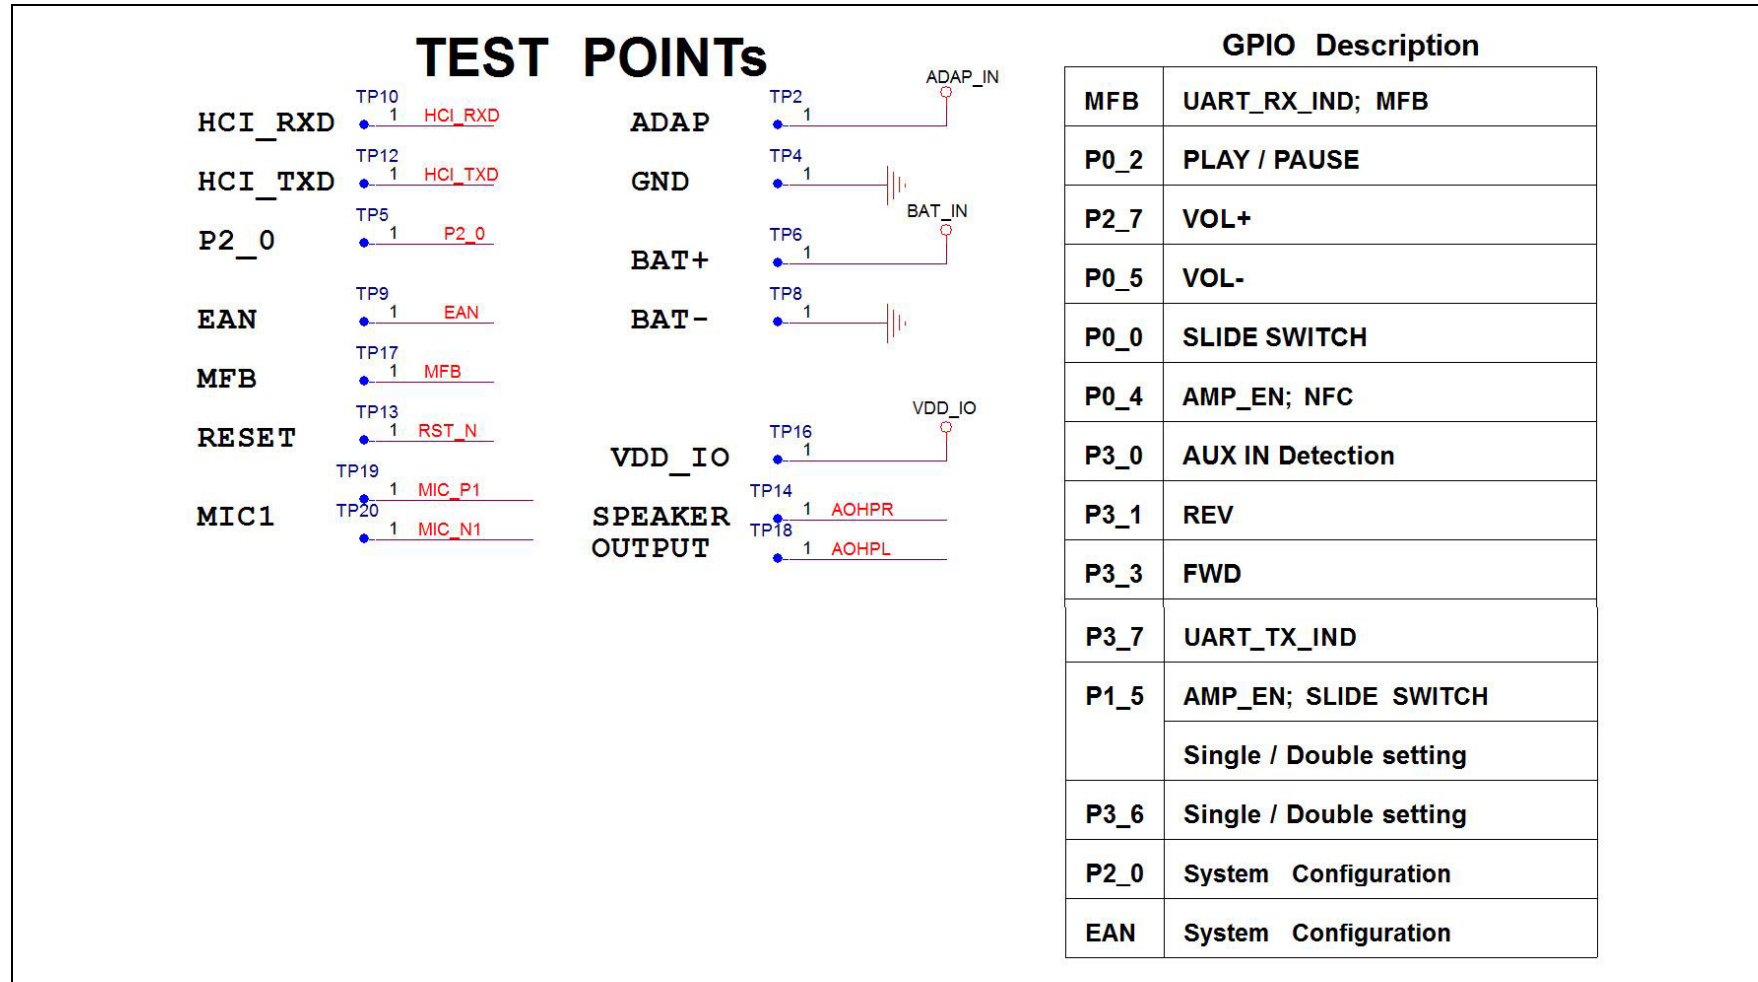 TEST POINTs
HCI_RXD TP10 1 HCI_RXD
HCI_TXD TP12 1 HCI_TXD
P2_0 TP5 1 P2_0
EAN TP9 1 EAN
MFB TP17 1 MFB
RESET TP13 1 RST_N
MIC1 TP19 1 MIC_P1
TP20 1 MIC_N1
ADAP TP2 1 ADAP_IN
GND TP4 1
BAT+ TP6 1 BAT_IN
BAT- TP8 1
VDD_IO TP16 1 VDD_IO
SPEAKER TP14 1 AOHPR
OUTPUT TP18 1 AOHPL
GPIO Description
MFB UART_RX_IND; MFB
P0_2 PLAY / PAUSE
P2_7 VOL+
P0_5 VOL-
P0_0 SLIDE SWITCH
P0_4 AMP_EN; NFC
P3_0 AUX IN Detection
P3_1 REV
P3_3 FWD
P3_7 UART_TX_IND
P1_5 AMP_EN; SLIDE SWITCH
Single / Double setting
P3_6 Single / Double setting
P2_0 System Configuration
EAN System Configuration